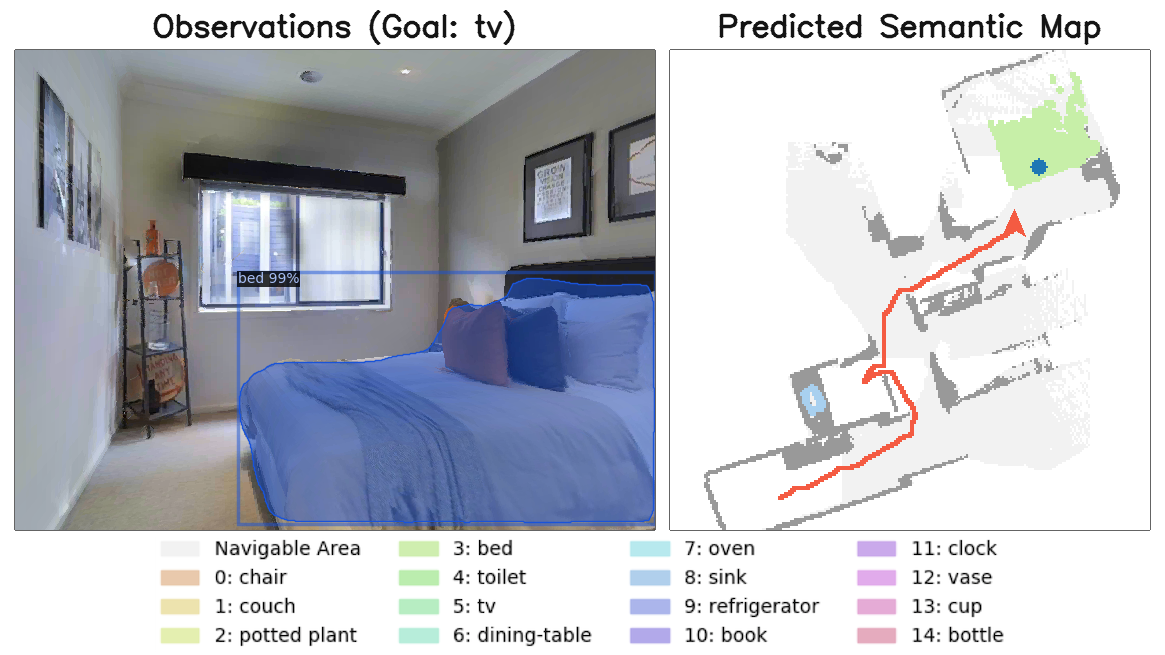 Observations (Goal: tv)
Predicted Semantic Map
GROW
CHANGE
bed 99%
Navigable Area
0: chair
1: couch
2: potted plant
3: bed
4: toilet
5: tv
6: dining-table
7: oven
8: sink
9: refrigerator
10: book
11: clock
12: vase
13: cup
14: bottle